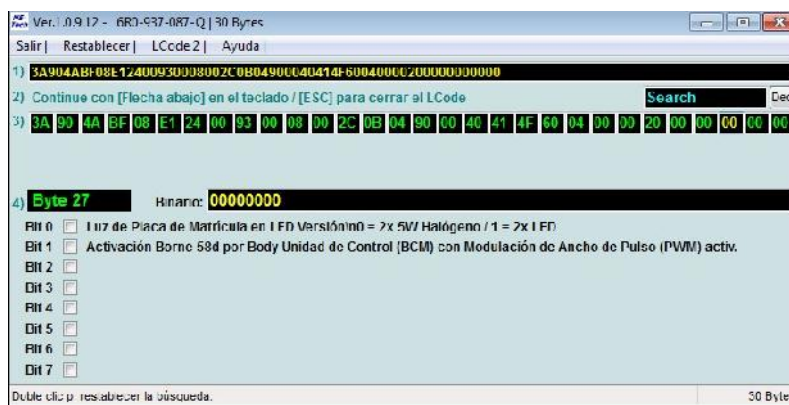 Ver.1.0.9.12 - 6R0-937-087-Q | 30 Bytes
Salir | Restablecer | LCode 2 | Ayuda
1) 3A904ABF08E12400930008002C0B04900040414F60040000200000000000
2) Continue con [Flecha abajo] en el teclado / [ESC] para cerrar el LCode Search Dec
3) 3A 90 4A BF 08 E1 24 00 93 00 08 00 2C 0B 04 90 00 40 41 4F 60 04 00 00 20 00 00 00 00 00
4) Byte 27 Binario: 00000000
Bit 0 Luz de Placa de Matrícula en LED Versión\n0 = 2x 5W Halógeno / 1 = 2x LED
Bit 1 Activación Borne 58d por Body Unidad de Control (BCM) con Modulación de Ancho de Pulso (PWM) activ.
Bit 2
Bit 3
Bit 4
Bit 5
Bit 6
Bit 7
Doble clic p restablecer la búsqueda. 30 Byte